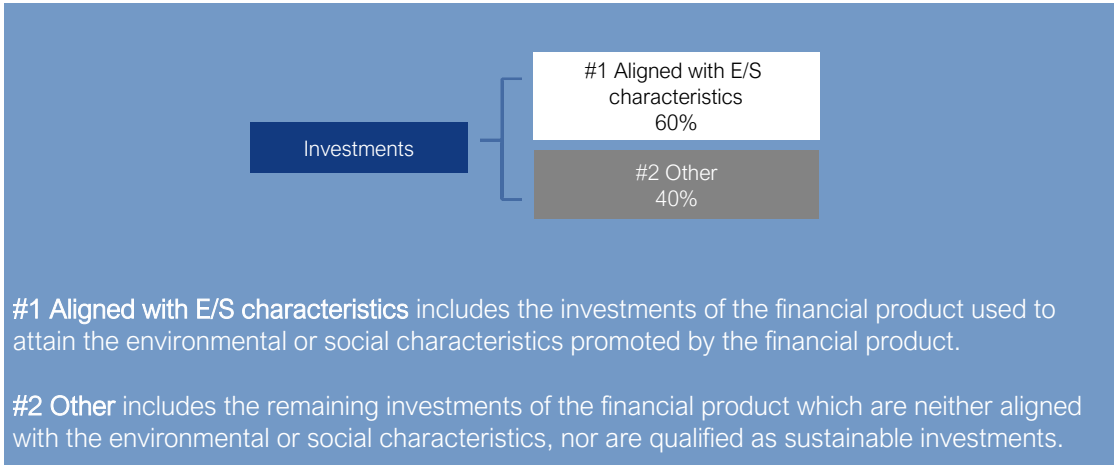 Investments
#1 Aligned with E/S
characteristics
60%
#2 Other
40%
#1 Aligned with E/S characteristics includes the investments of the financial product used to
attain the environmental or social characteristics promoted by the financial product.
#2 Other includes the remaining investments of the financial product which are neither aligned
with the environmental or social characteristics, nor are qualified as sustainable investments.